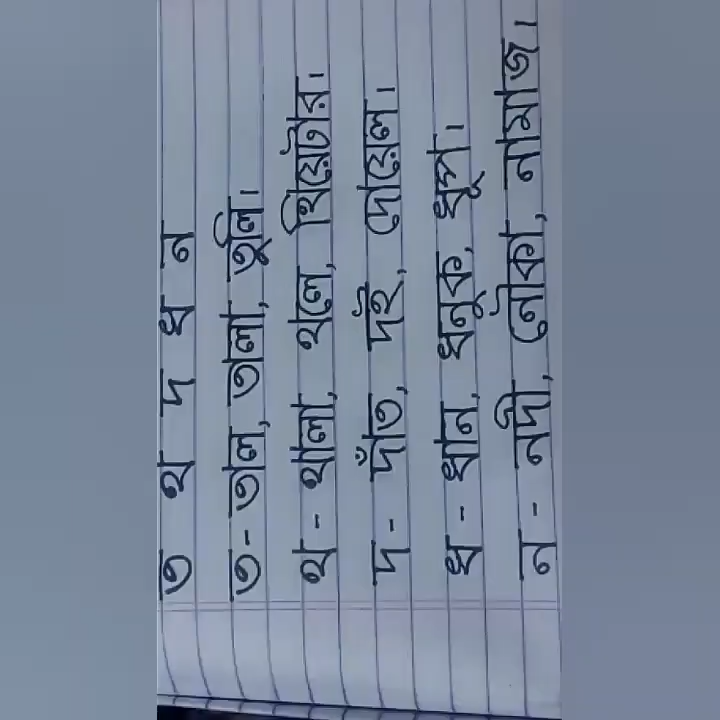 ত থ দ ধ ন
ত - তাল, তালা, তুলি।
থ - থালা, থলে, থিয়েটার।
দ - দাঁত, দই, দোয়েল।
ধ - ধান, ধনুক, ধূপ।
ন - নদী, নৌকা, নামাজ।